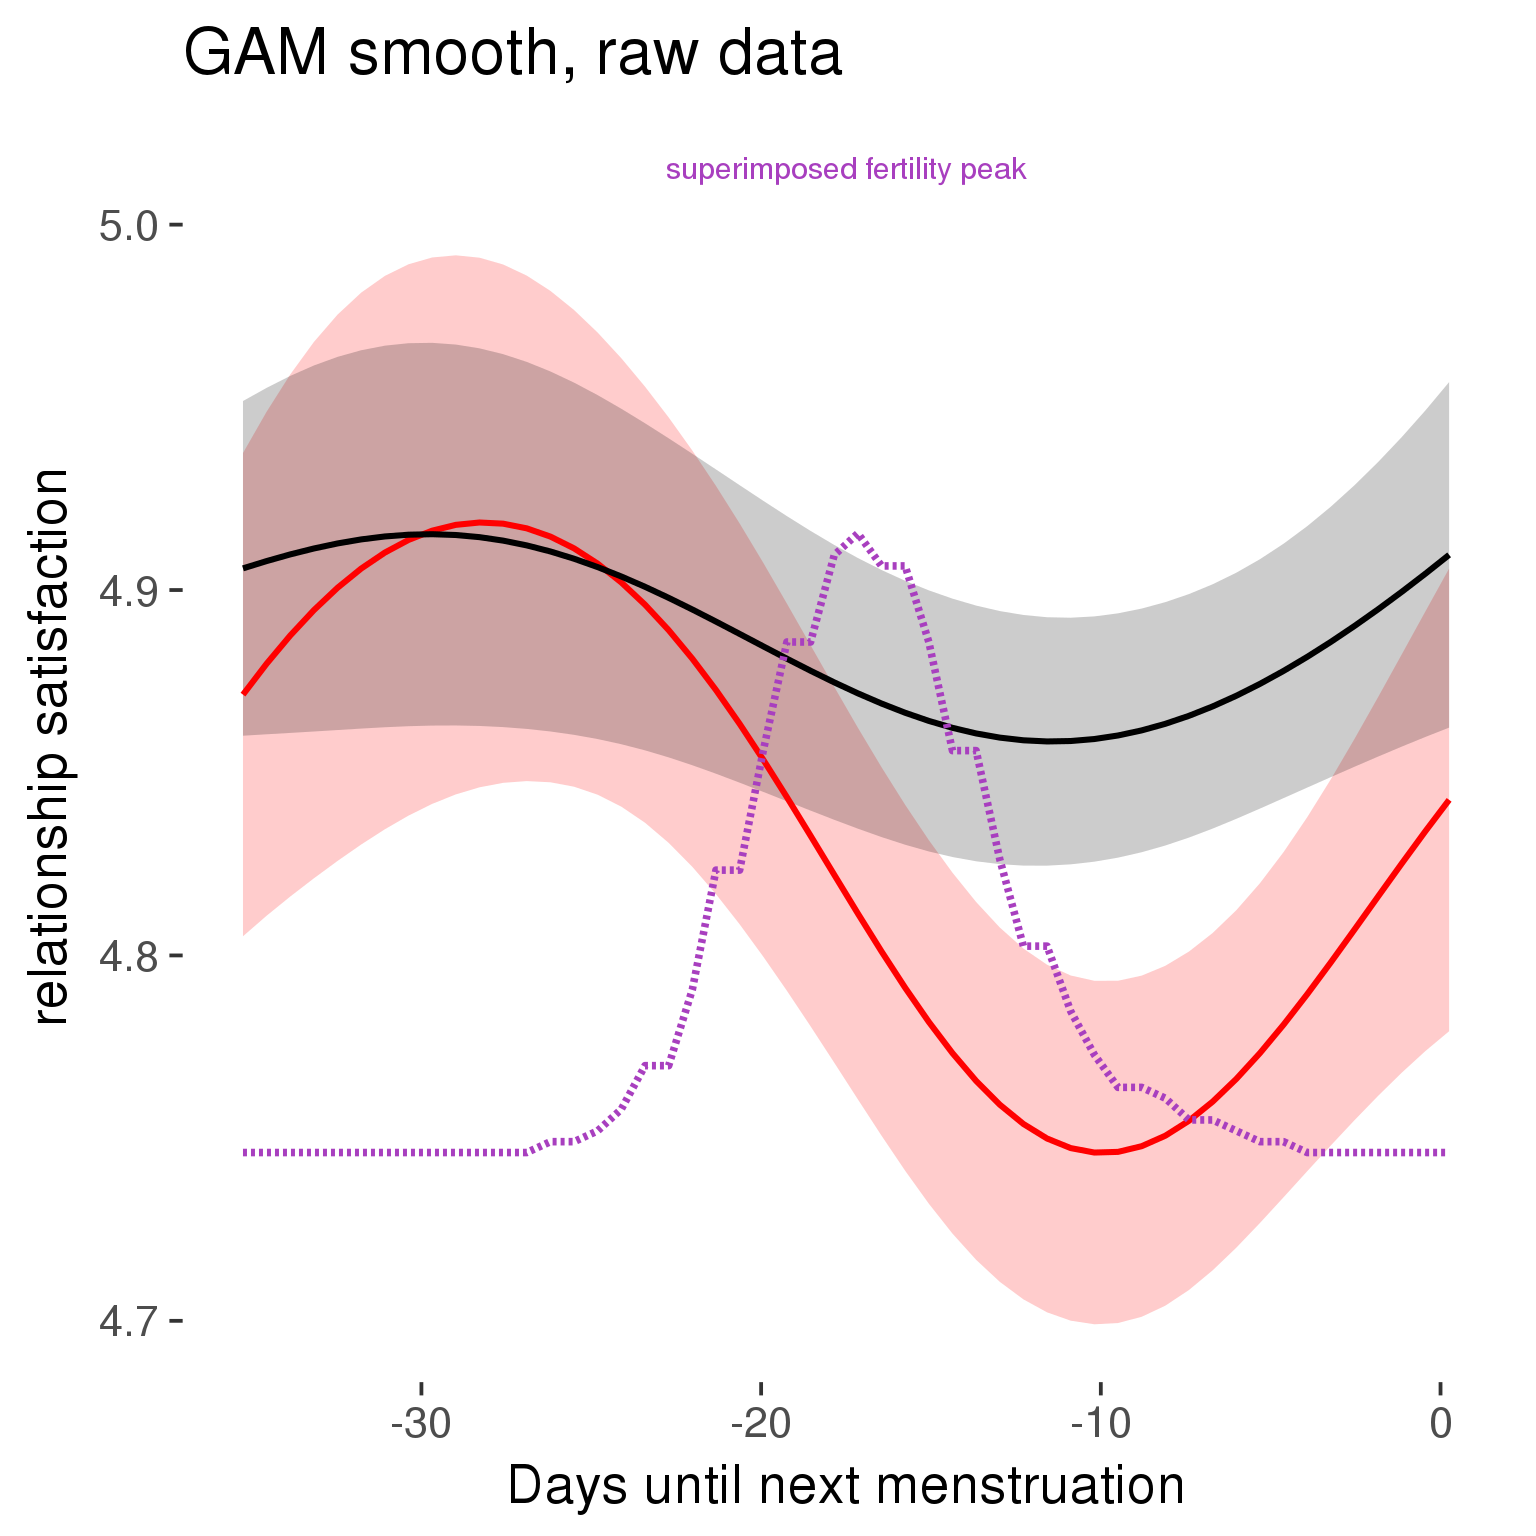 GAM smooth, raw data
superimposed fertility peak
5.0
4.9
4.8
4.7
relationship satisfaction
-30
-20
-10
0
Days until next menstruation